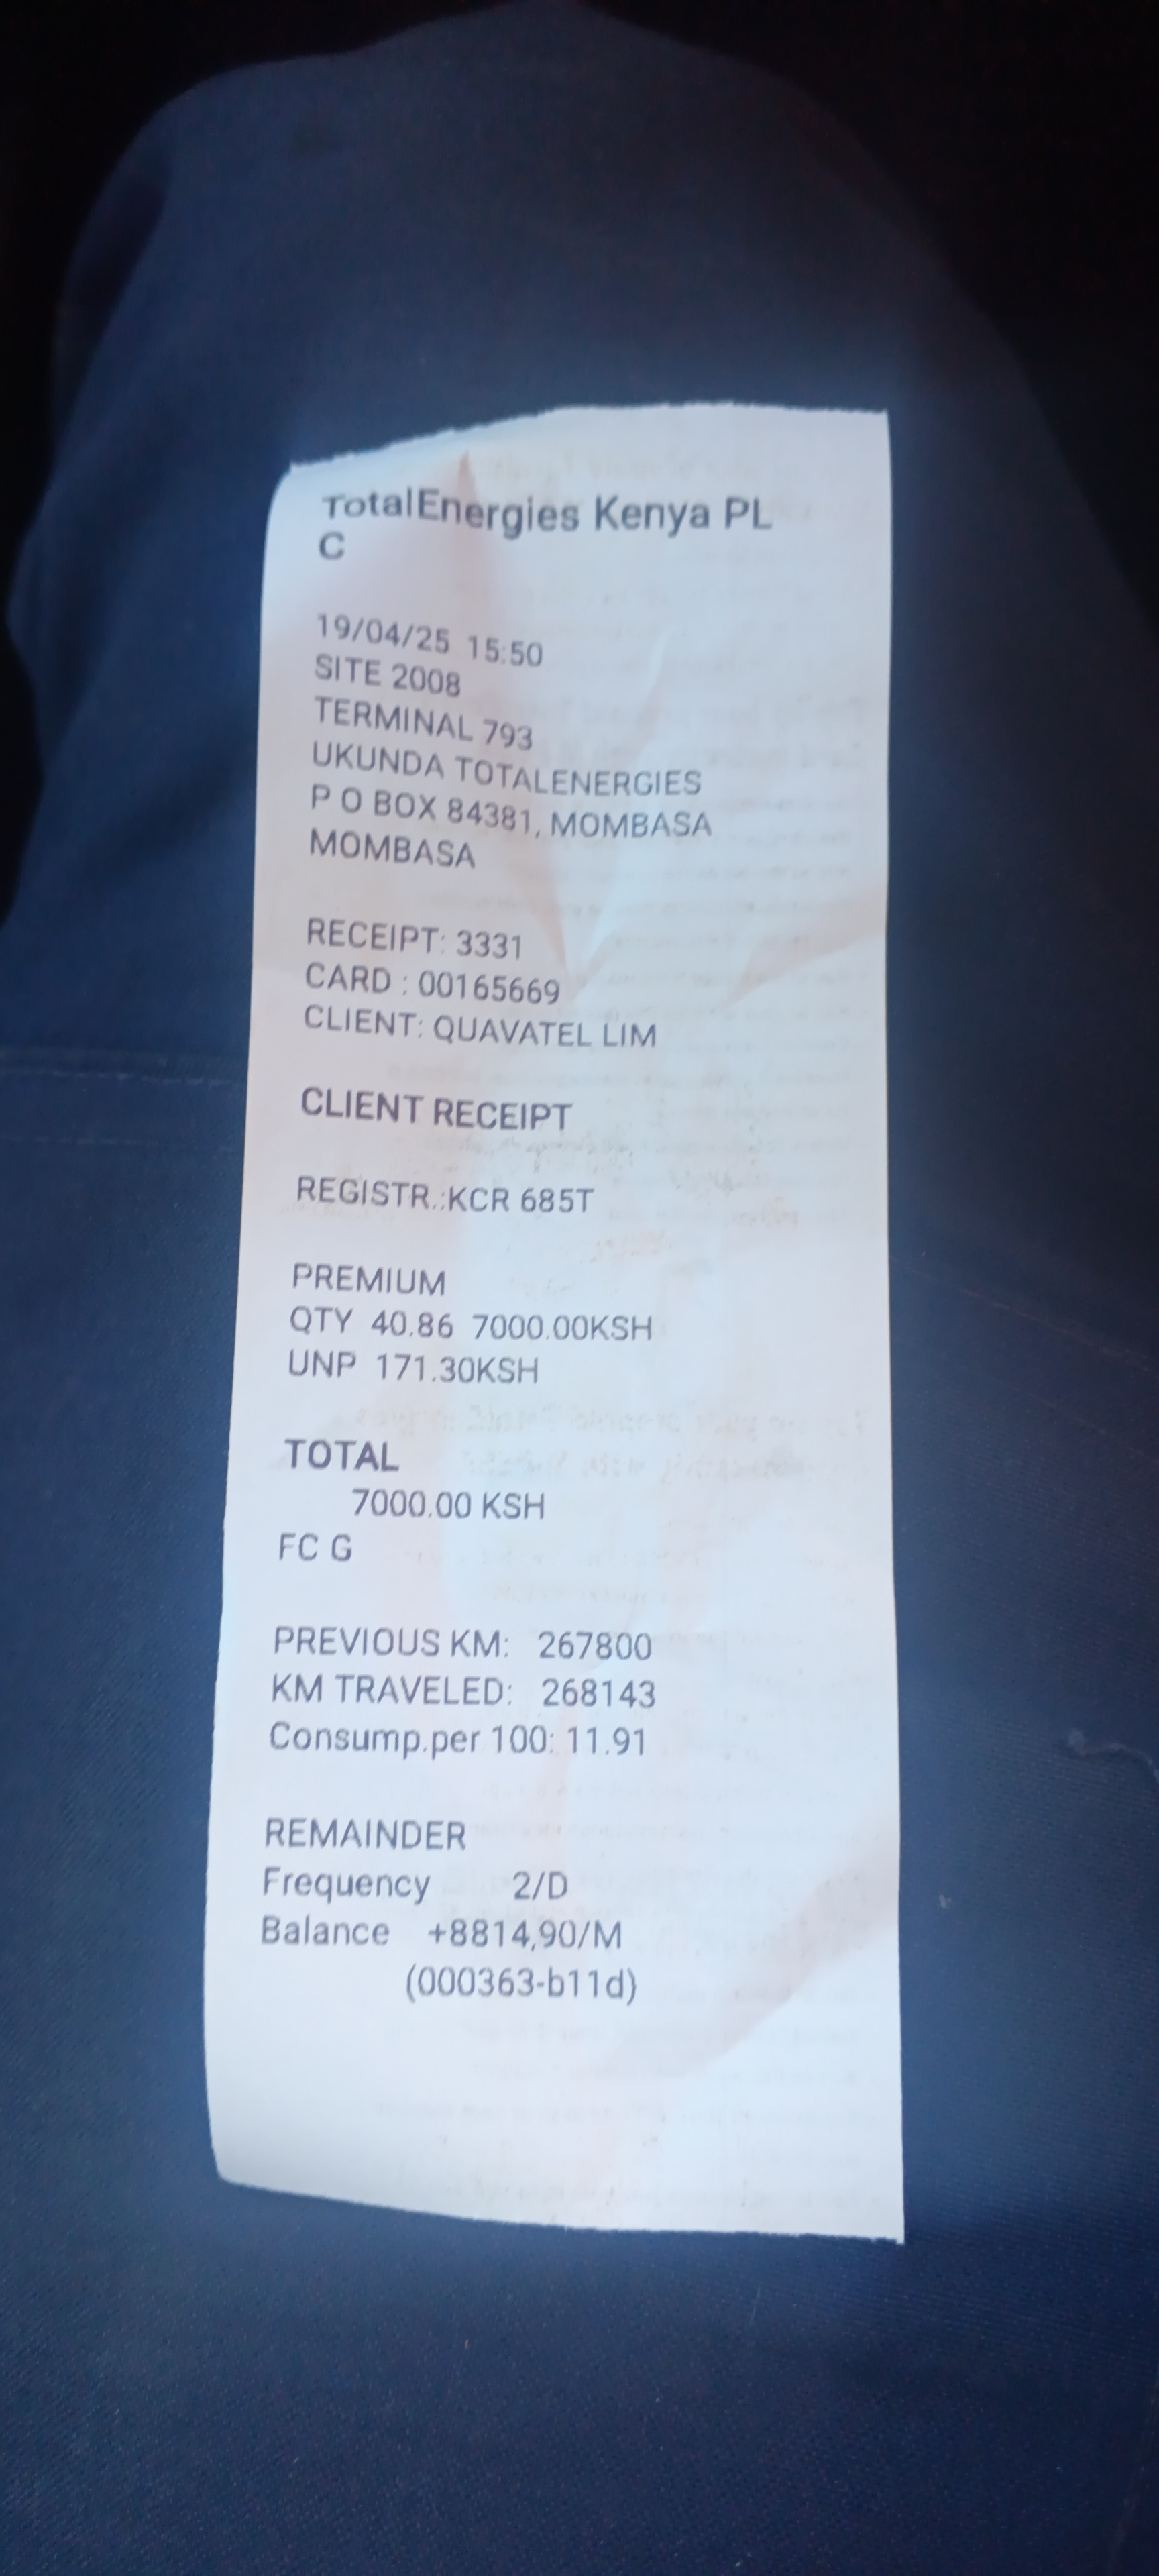 TotalEnergies Kenya PL
C
19/04/25 15:50
SITE 2008
TERMINAL 793
UKUNDA TOTALENERGIES
P O BOX 84381, MOMBASA
MOMBASA
RECEIPT: 3331
CARD : 00165669
CLIENT: QUAVATEL LIM
CLIENT RECEIPT
REGISTR.:KCR 685T
PREMIUM
QTY 40.86 7000.00KSH
UNP 171.30KSH
TOTAL
7000.00 KSH
FC G
PREVIOUS KM: 267800
KM TRAVELED: 268143
Consump.per 100: 11.91
REMAINDER
Frequency 2/D
Balance +8814,90/M
(000363-b11d)